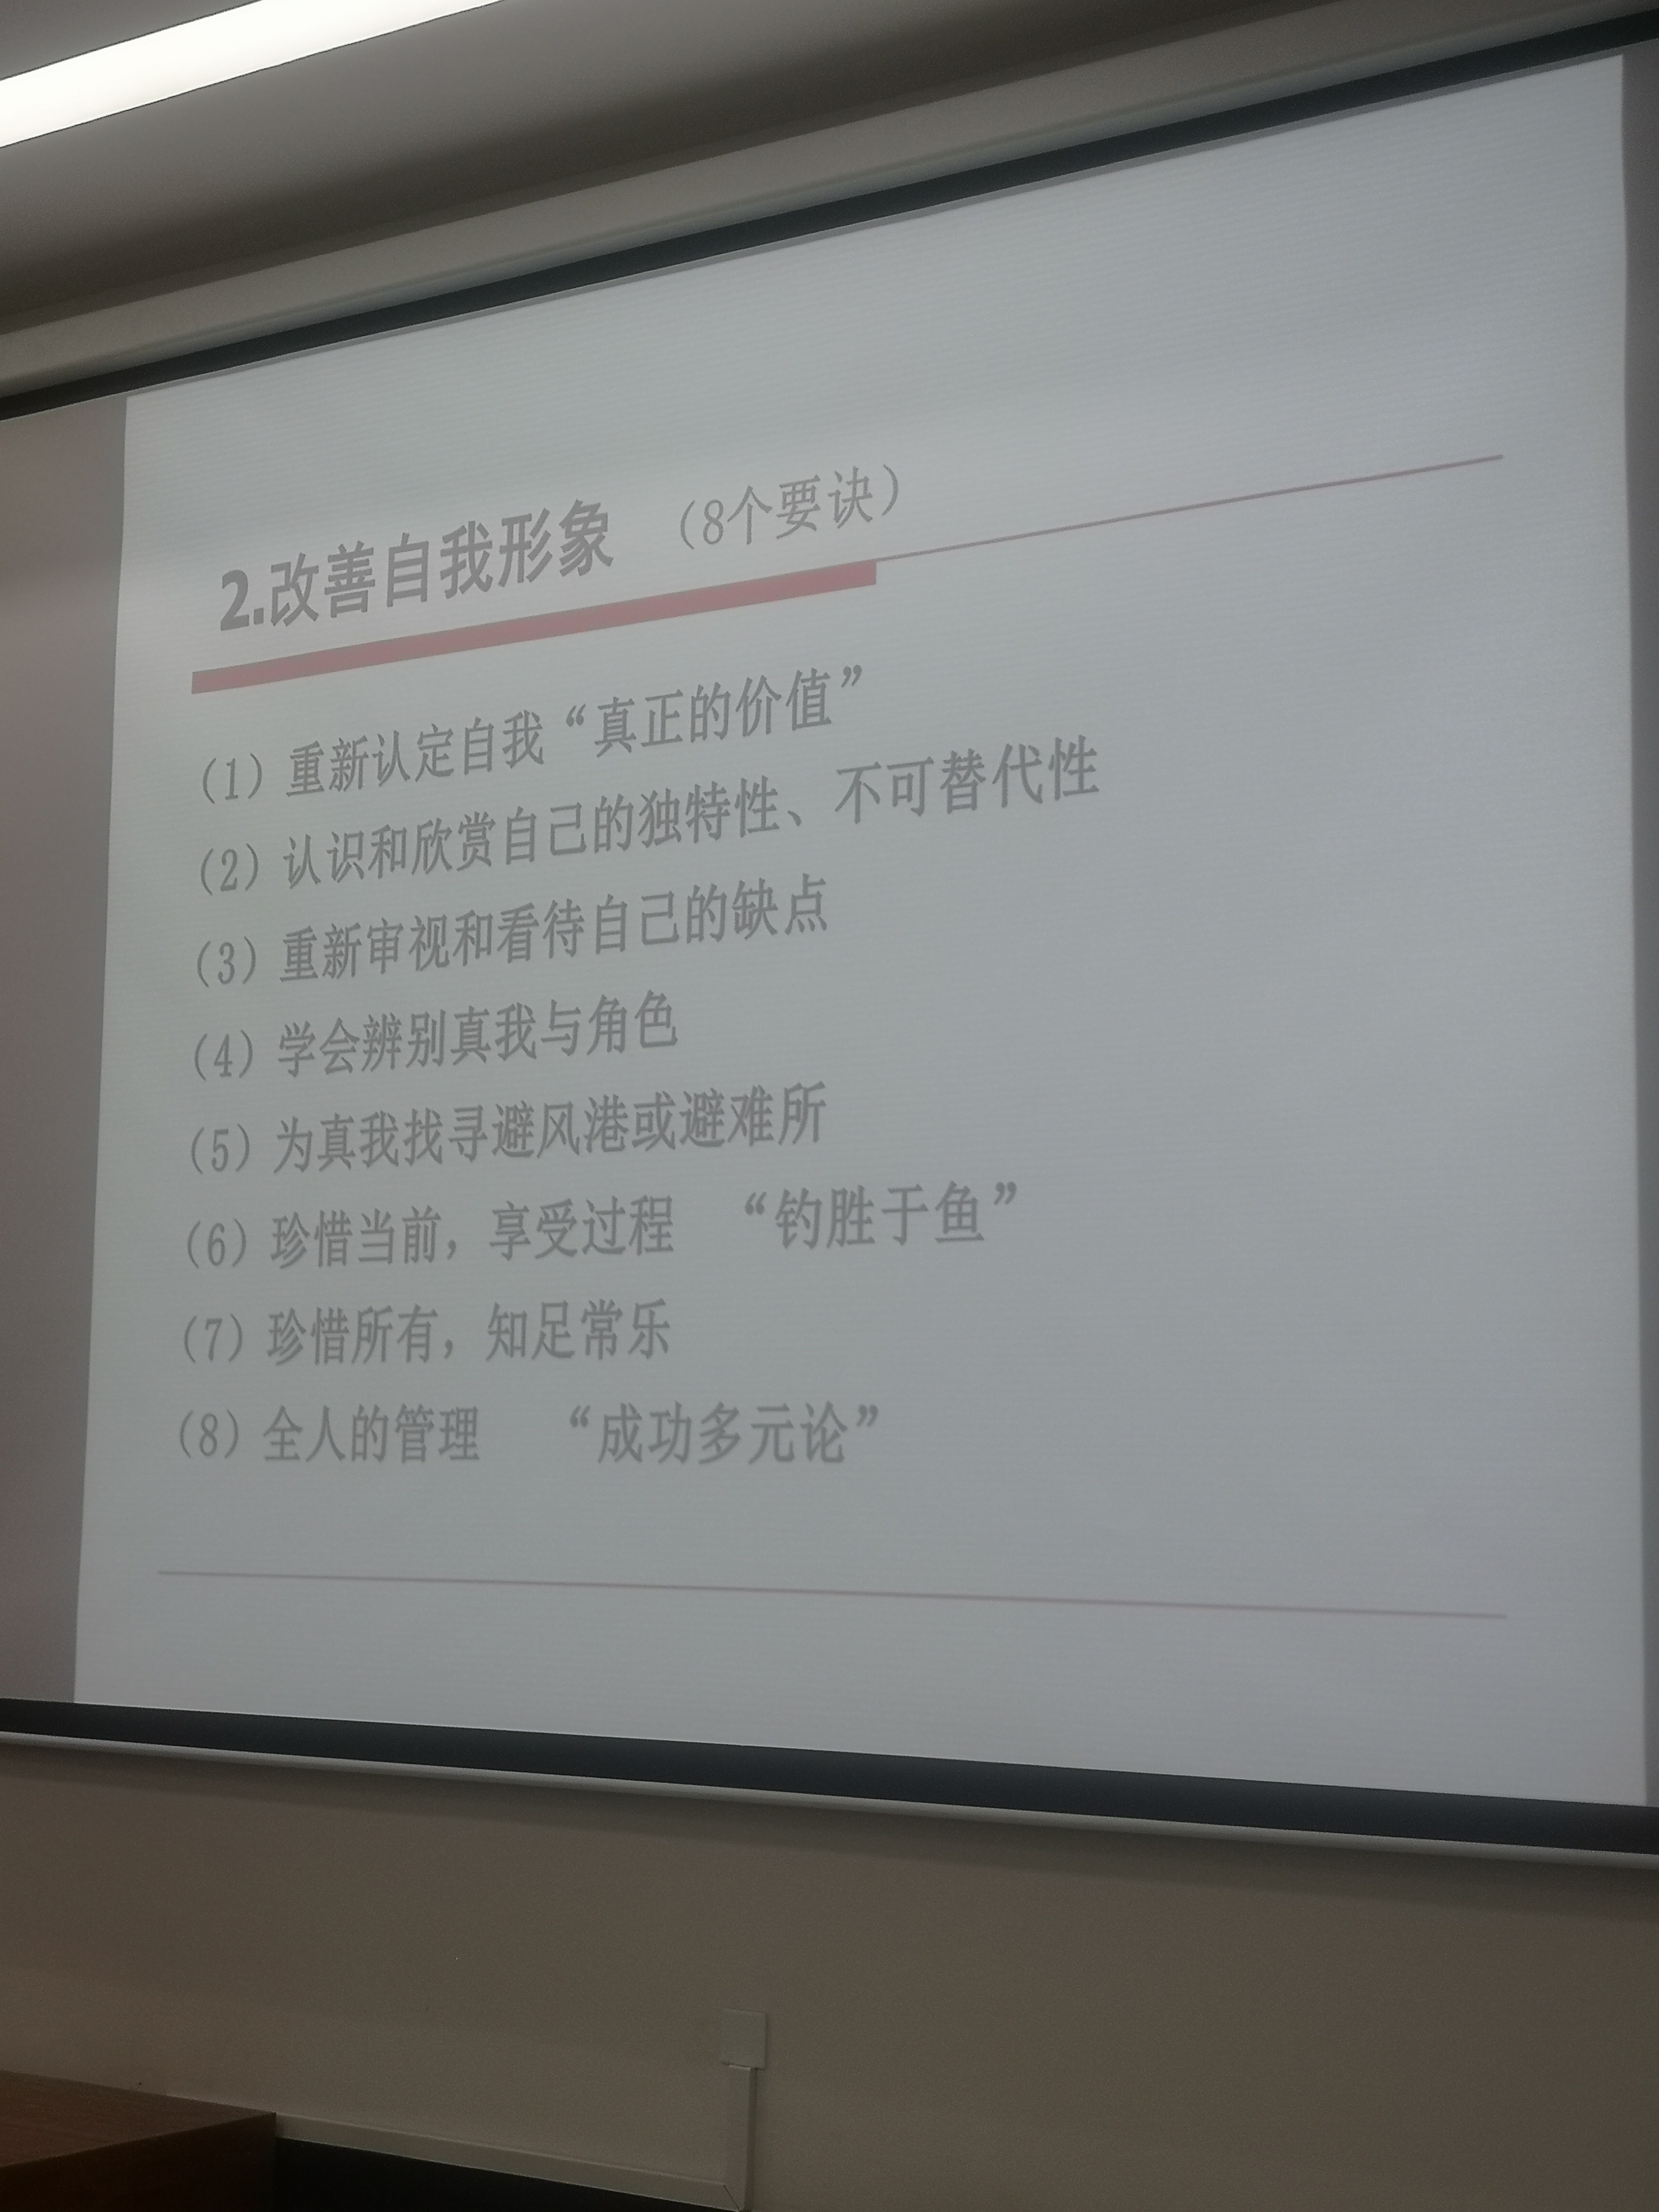 2.改善自我形象 （8个要诀）
（1）重新认定自我“真正的价值”
（2）认识和欣赏自己的独特性、不可替代性
（3）重新审视和看待自己的缺点
（4）学会辨别真我与角色
（5）为真我找寻避风港或避难所
（6）珍惜当前，享受过程 “钓胜于鱼”
（7）珍惜所有，知足常乐
（8）全人的管理 “成功多元论”